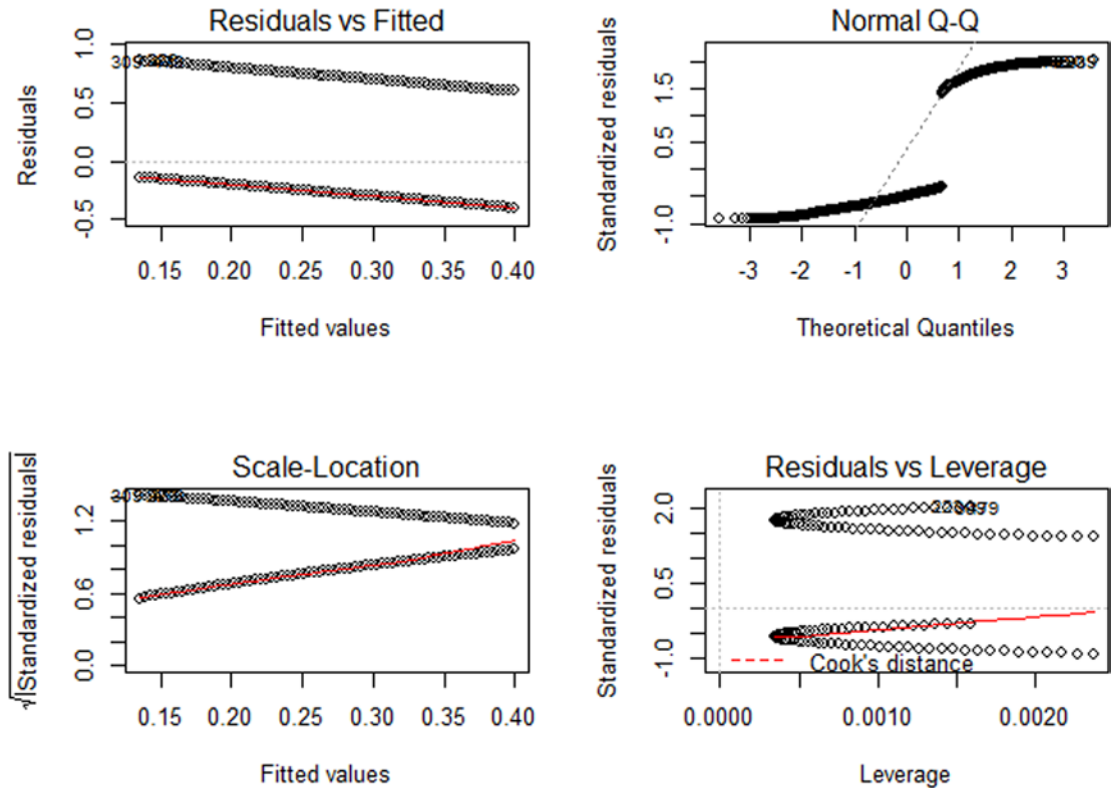 Residuals vs Fitted
Residuals
1.0
0.5
0.0
-0.5
0.15 0.20 0.25 0.30 0.35 0.40
Fitted values
Normal Q-Q
Standardized residuals
1.5
0.5
-1.0
-3 -2 -1 0 1 2 3
Theoretical Quantiles
Scale-Location
√|Standardized residuals|
1.2
0.6
0.0
0.15 0.20 0.25 0.30 0.35 0.40
Fitted values
Residuals vs Leverage
Standardized residuals
2.0
0.5
-1.0
Cook's distance
0.0000 0.0010 0.0020
Leverage